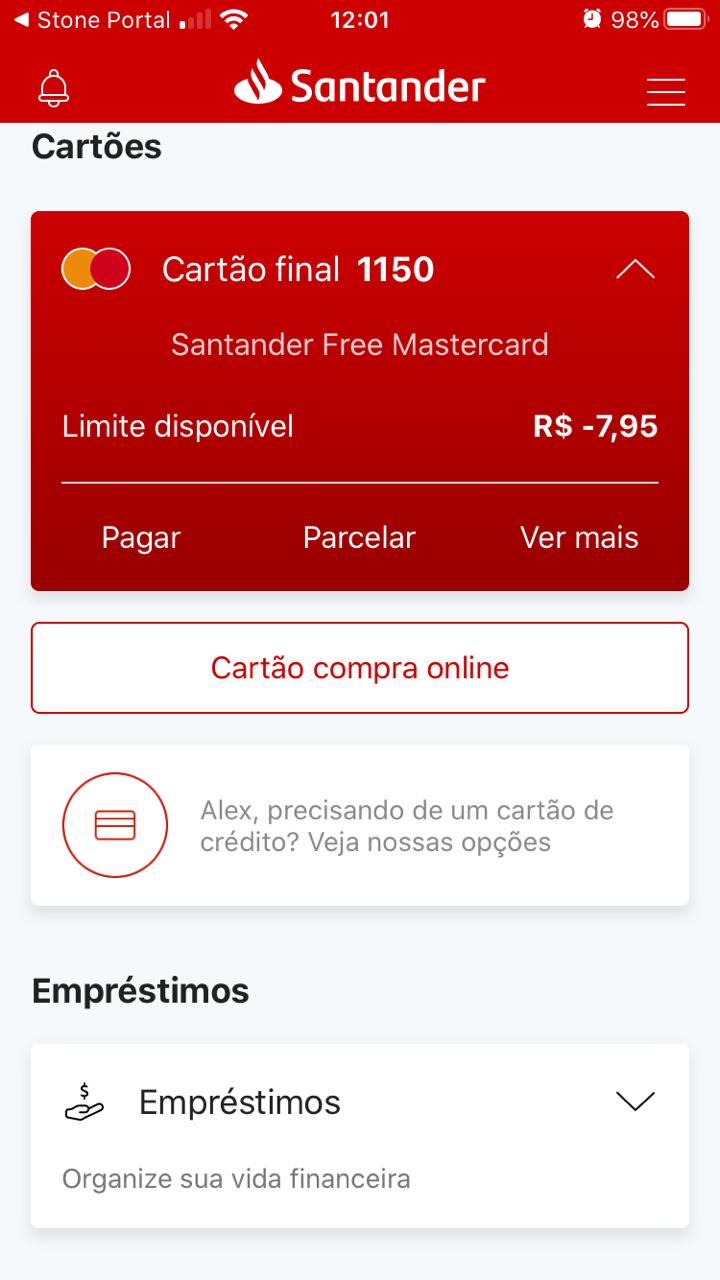 Stone Portal 12:01 98%
Santander
Cartões
Cartão final 1150
Santander Free Mastercard
Limite disponível R$ -7,95
Pagar Parcelar Ver mais
Cartão compra online
Alex, precisando de um cartão de
crédito? Veja nossas opções
Empréstimos
$
Empréstimos
Organize sua vida financeira